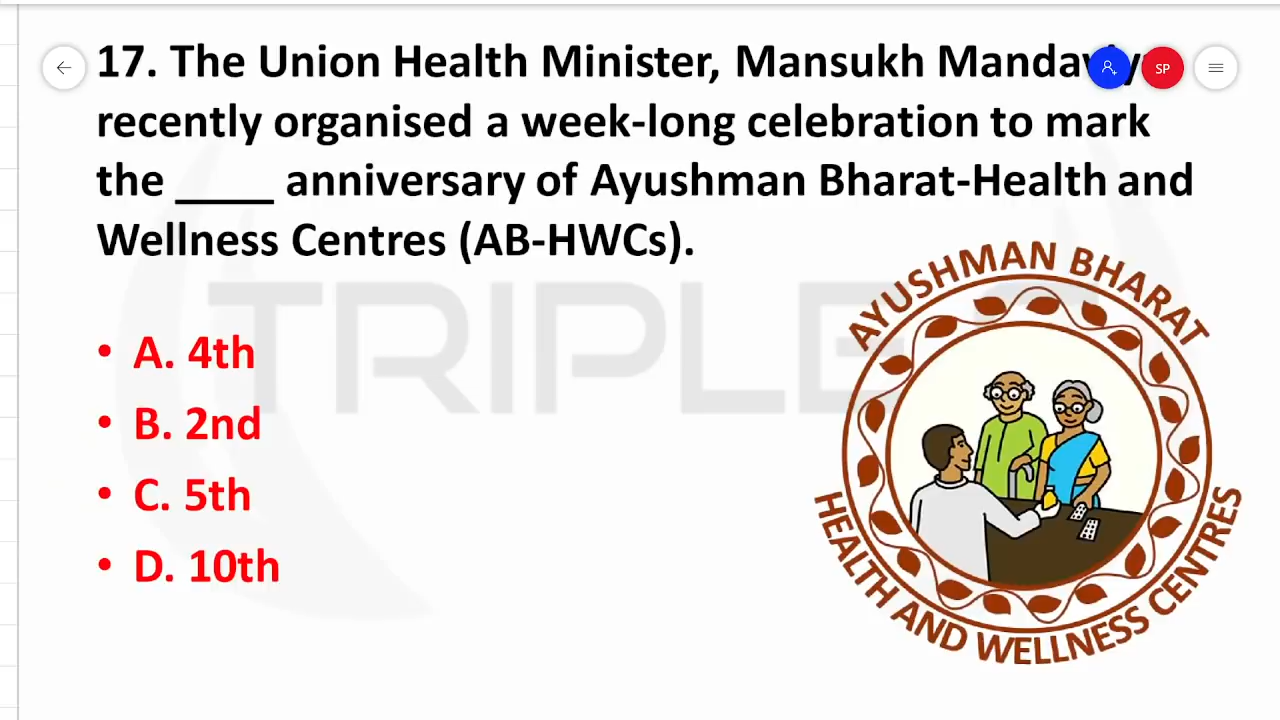 17. The Union Health Minister, Mansukh
SP
recently organised a week-long celebration to mark
the ____ anniversary of Ayushman Bharat-Health and
Wellness Centres (AB-HWCs).
• A. 4th
• B. 2nd
• C. 5th
• D. 10th
AYUSHMAN BHARAT
HEALTH AND WELLNESS CENTRES
TRIPLE